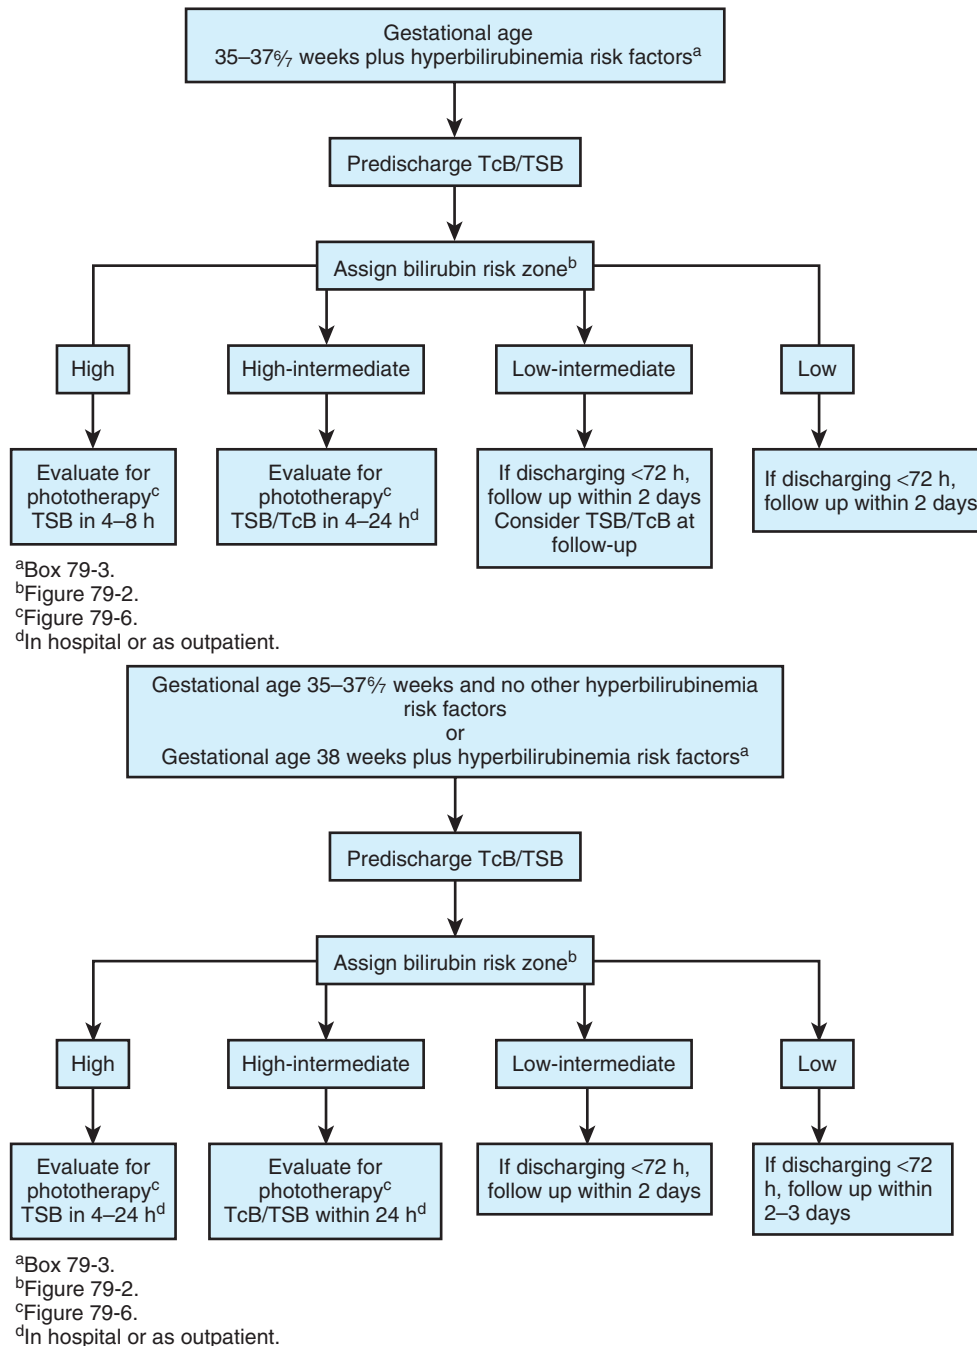 Gestational age
35–37⁶⁄₇ weeks plus hyperbilirubinemia risk factorsᵃ
Predischarge TcB/TSB
Assign bilirubin risk zoneᵇ
High
High-intermediate
Low-intermediate
Low
Evaluate for
phototherapyᶜ
TSB in 4–8 h
Evaluate for
phototherapyᶜ
TSB/TcB in 4–24 hᵈ
If discharging <72 h,
follow up within 2 days
Consider TSB/TcB at
follow-up
If discharging <72 h,
follow up within 2 days
ᵃBox 79-3.
ᵇFigure 79-2.
ᶜFigure 79-6.
ᵈIn hospital or as outpatient.
Gestational age 35–37⁶⁄₇ weeks and no other hyperbilirubinemia
risk factors
or
Gestational age 38 weeks plus hyperbilirubinemia risk factorsᵃ
Predischarge TcB/TSB
Assign bilirubin risk zoneᵇ
High
High-intermediate
Low-intermediate
Low
Evaluate for
phototherapyᶜ
TSB in 4–24 hᵈ
Evaluate for
phototherapyᶜ
TcB/TSB within 24 hᵈ
If discharging <72 h,
follow up within 2 days
If discharging <72
h, follow up within
2–3 days
ᵃBox 79-3.
ᵇFigure 79-2.
ᶜFigure 79-6.
ᵈIn hospital or as outpatient.